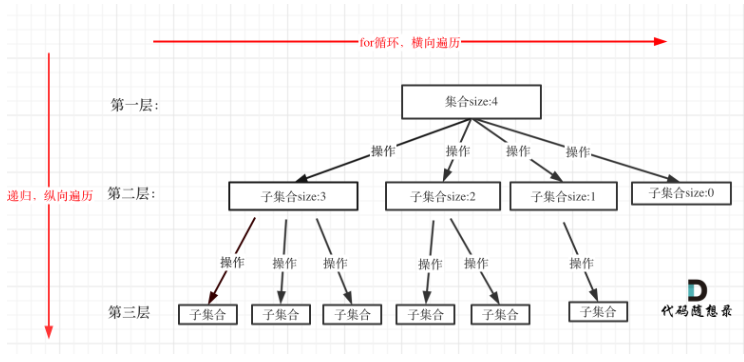 for循环，横向遍历
第一层：
集合size:4
操作
操作
操作
操作
递归，纵向遍历
第二层：
子集合size:3
子集合size:2
子集合size:1
子集合size:0
操作
操作
操作
操作
操作
操作
第三层
子集合
子集合
子集合
子集合
子集合
子集合
代码随想录